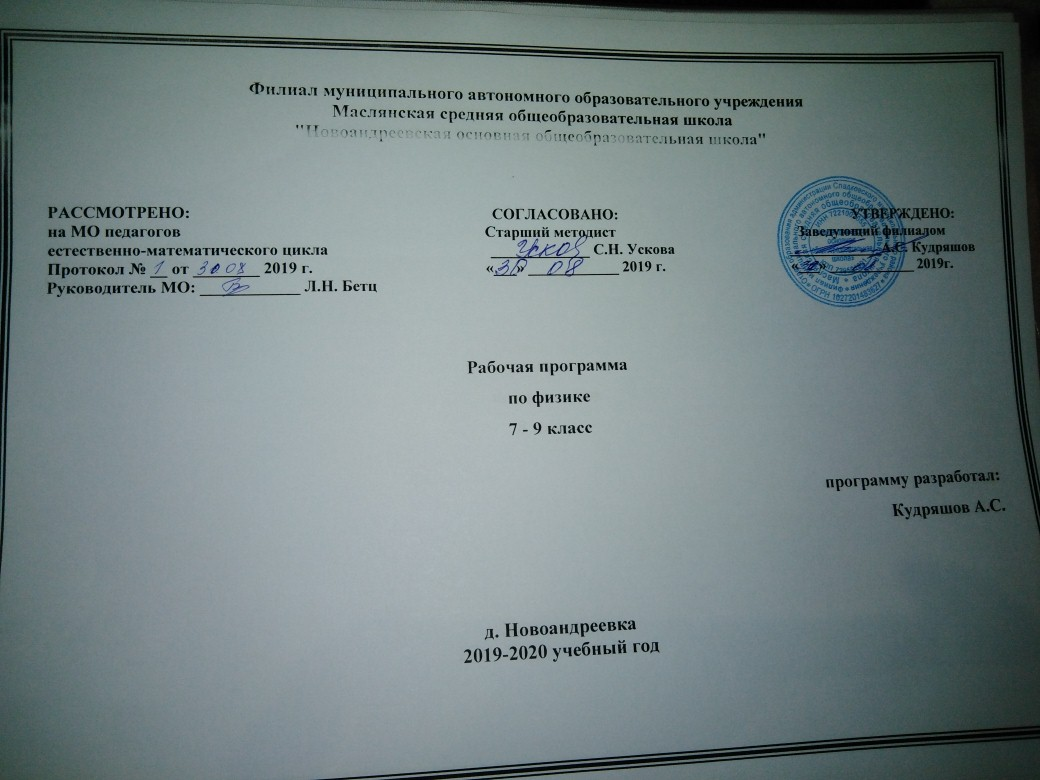 Филиал муниципального автономного образовательного учреждения
Маслянская средняя общеобразовательная школа
"Новоандреевская основная общеобразовательная школа"
РАССМОТРЕНО:
на МО педагогов
естественно-математического цикла
Протокол № 1 от 30 08 2019 г.
Руководитель МО: Л.Н. Бетц
СОГЛАСОВАНО:
Старший методист
Усков С.Н. Ускова
«30» 08 2019 г.
УТВЕРЖДЕНО:
Заведующий филиалом
А.С. Кудряшов
«30» 08 2019г.
Рабочая программа
по физике
7 - 9 класс
программу разработал:
Кудряшов А.С.
д. Новоандреевка
2019-2020 учебный год